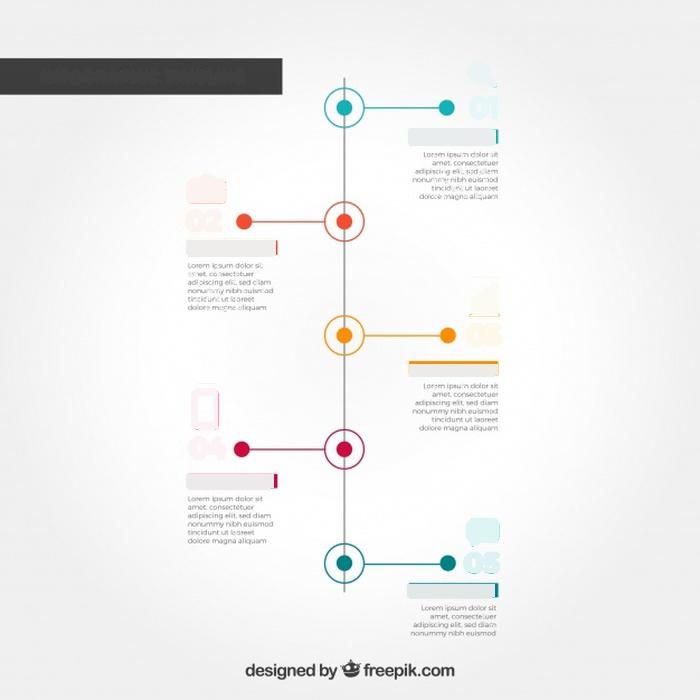 01
Lorem ipsum dolor sit
amet, consectetuer
adipiscing elit, sed diam
nonummy nibh euismod
tincidunt ut laoreet
dolore magna aliquam
02
Lorem ipsum dolor sit
amet, consectetuer
adipiscing elit, sed diam
nonummy nibh euismod
tincidunt ut laoreet
dolore magna aliquam
03
Lorem ipsum dolor sit
amet, consectetuer
adipiscing elit, sed diam
nonummy nibh euismod
tincidunt ut laoreet
dolore magna aliquam
04
Lorem ipsum dolor sit
amet, consectetuer
adipiscing elit, sed diam
nonummy nibh euismod
tincidunt ut laoreet
dolore magna aliquam
05
Lorem ipsum dolor sit
amet, consectetuer
adipiscing elit, sed diam
nonummy nibh euismod
designed by freepik.com